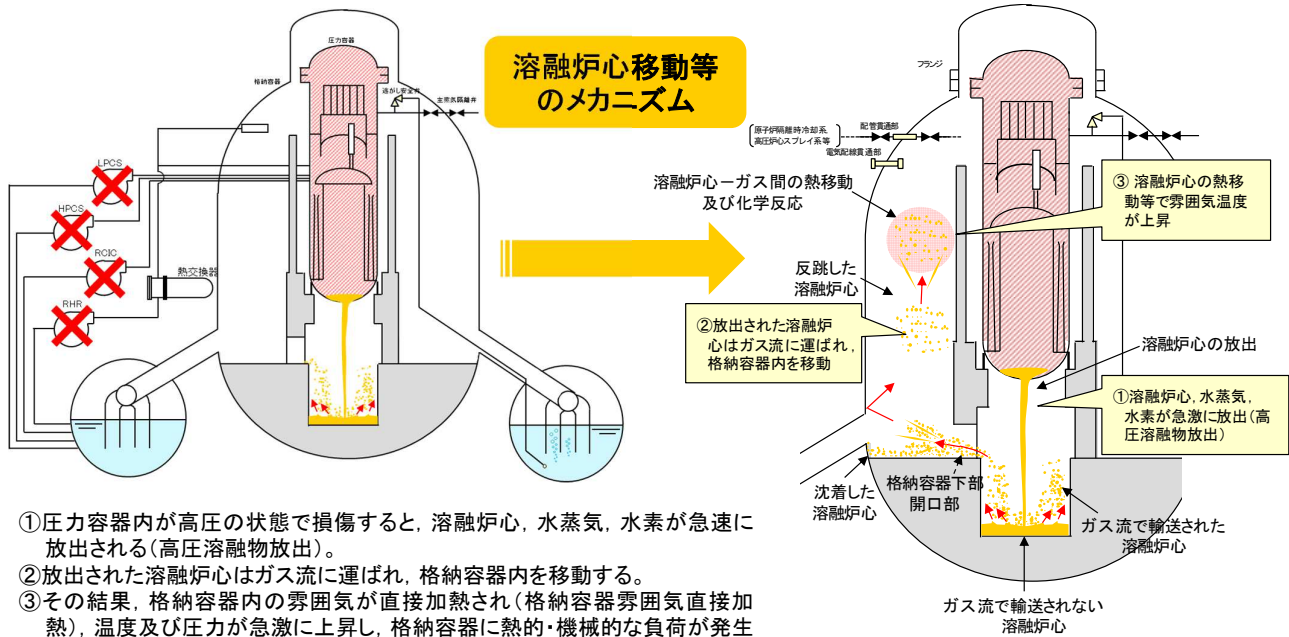 溶融炉心移動等
のメカニズム
圧力容器
格納容器
逃がし安全弁
主蒸気隔離弁
LPCS
HPCS
RCIC
熱交換器
RHR
フランジ
原子炉隔離時冷却系,
高圧炉心スプレイ系等
配管貫通部
電気配線貫通部
溶融炉心－ガス間の熱移動
及び化学反応
③ 溶融炉心の熱移
動等で雰囲気温度
が上昇
反跳した
溶融炉心
②放出された溶融炉
心はガス流に運ばれ,
格納容器内を移動
溶融炉心の放出
①溶融炉心, 水蒸気,
水素が急激に放出(高
圧溶融物放出)
沈着した
溶融炉心
格納容器下部
開口部
ガス流で輸送された
溶融炉心
ガス流で輸送されない
溶融炉心
①圧力容器内が高圧の状態で損傷すると, 溶融炉心, 水蒸気, 水素が急速に
放出される(高圧溶融物放出)。
②放出された溶融炉心はガス流に運ばれ, 格納容器内を移動する。
③その結果, 格納容器内の雰囲気が直接加熱され(格納容器雰囲気直接加
熱), 温度及び圧力が急激に上昇し, 格納容器に熱的・機械的な負荷が発生